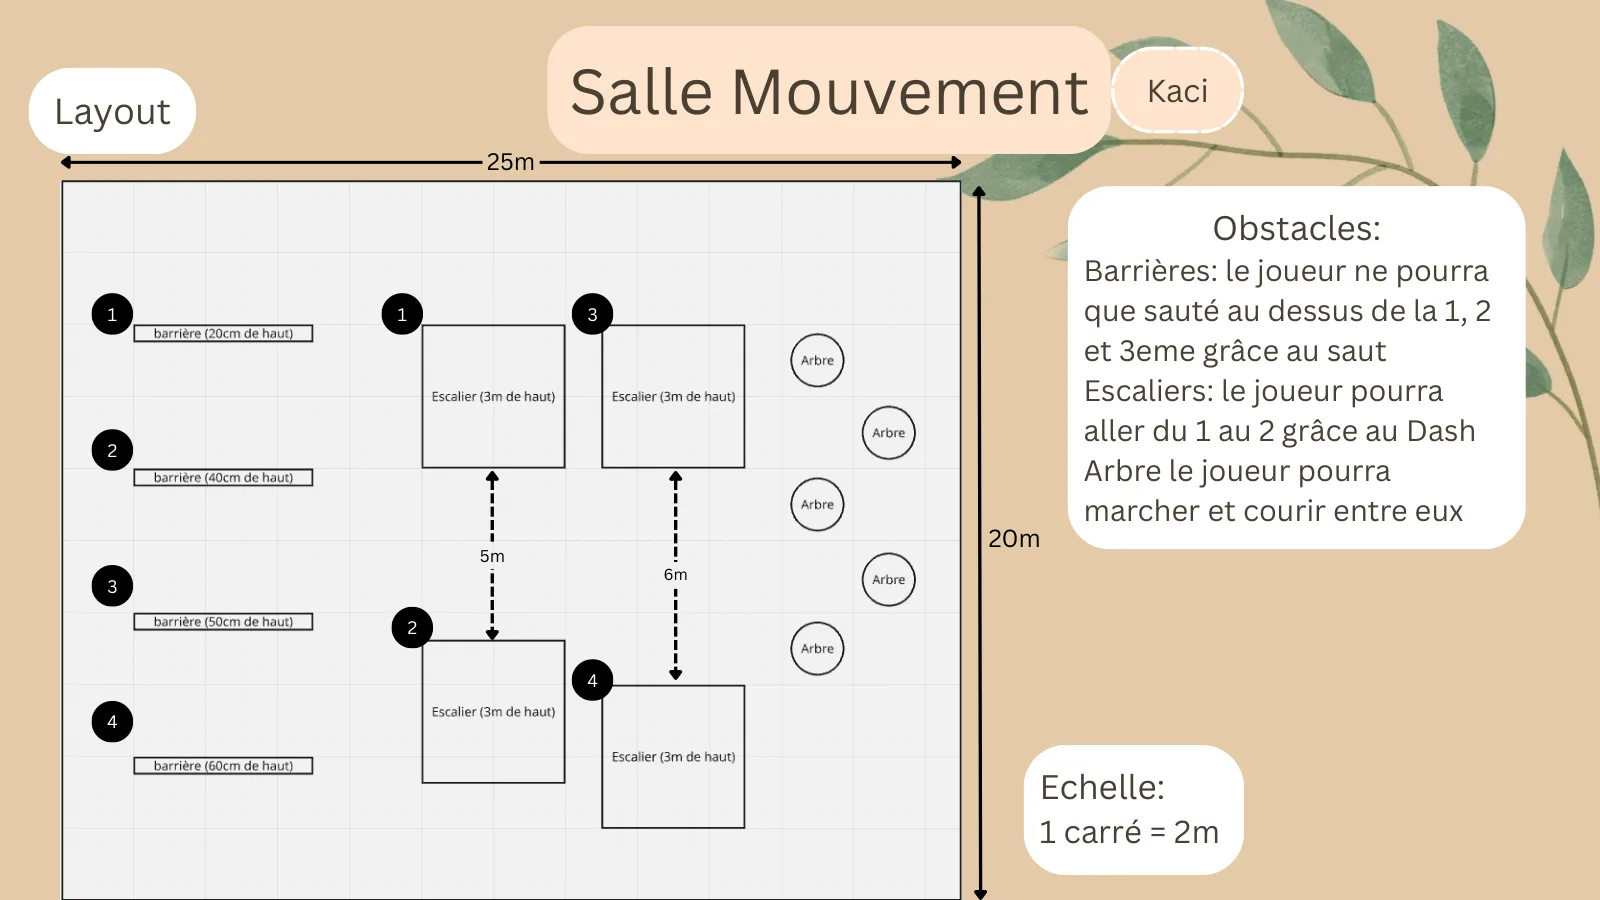 Salle Mouvement
Kaci
Layout
25m
Obstacles:
Barrières: le joueur ne pourra
que sauté au dessus de la 1, 2
et 3eme grâce au saut
Escaliers: le joueur pourra
aller du 1 au 2 grâce au Dash
Arbre le joueur pourra
marcher et courir entre eux
1
barrière (20cm de haut)
2
barrière (40cm de haut)
3
barrière (50cm de haut)
4
barrière (60cm de haut)
1
Escalier (3m de haut)
5m
2
Escalier (3m de haut)
3
Escalier (3m de haut)
6m
4
Escalier (3m de haut)
Arbre
Arbre
Arbre
Arbre
Arbre
20m
Echelle:
1 carré = 2m